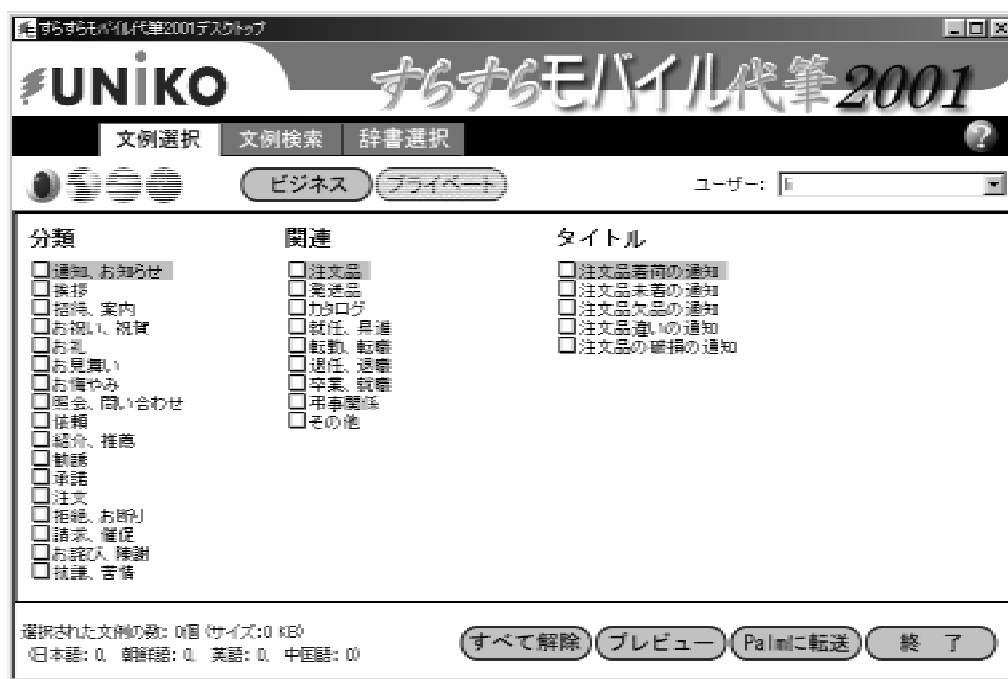 すらすらモバイル代筆2001デスクトップ
UNiKO すらすらモバイル代筆2001
文例選択 文例検索 辞書選択 ?
ビジネス プライベート ユーザー:
分類 関連 タイトル
通知、お知らせ 注文品 注文品着荷の通知
挨拶 発送品 注文品未着の通知
招待、案内 カタログ 注文品欠品の通知
お祝い、祝賀 就任、昇進 注文品違いの通知
お礼 転勤、転職 注文品の破損の通知
お見舞い 退任、退職
お悔やみ 卒業、就職
照会、問い合わせ 弔事関係
依頼 その他
紹介、推薦
勧誘
承諾
注文
拒絶、お断り
請求、催促
お詫び、陳謝
抗議、苦情
選択された文例の数: 0個 (サイズ:0 KB)
(日本語: 0, 朝鮮語: 0, 英語: 0, 中国語: 0)
すべて解除 プレビュー Palmに転送 終 了